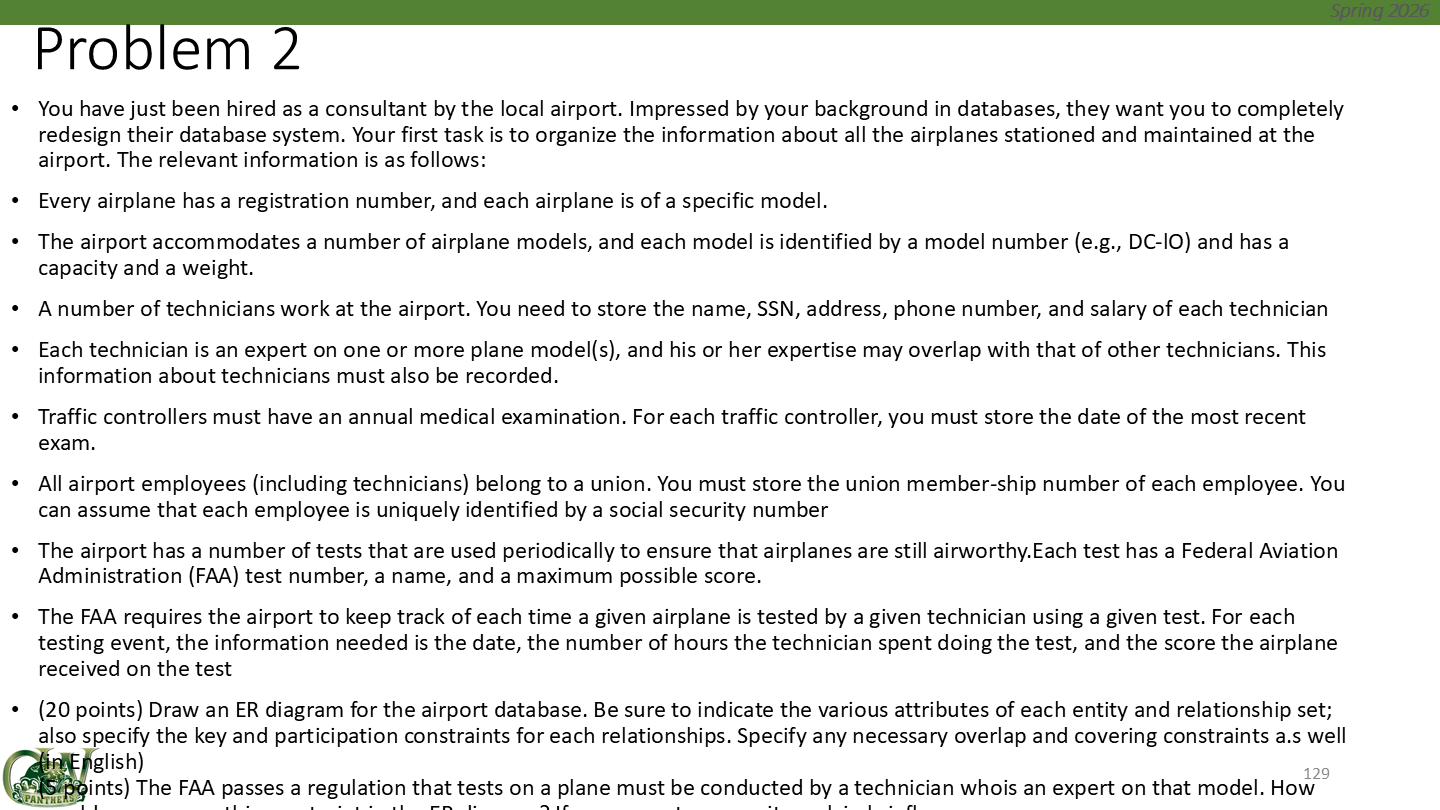 Spring 2026
Problem 2
• You have just been hired as a consultant by the local airport. Impressed by your background in databases, they want you to completely
redesign their database system. Your first task is to organize the information about all the airplanes stationed and maintained at the
airport. The relevant information is as follows:
• Every airplane has a registration number, and each airplane is of a specific model.
• The airport accommodates a number of airplane models, and each model is identified by a model number (e.g., DC-lO) and has a
capacity and a weight.
• A number of technicians work at the airport. You need to store the name, SSN, address, phone number, and salary of each technician
• Each technician is an expert on one or more plane model(s), and his or her expertise may overlap with that of other technicians. This
information about technicians must also be recorded.
• Traffic controllers must have an annual medical examination. For each traffic controller, you must store the date of the most recent
exam.
• All airport employees (including technicians) belong to a union. You must store the union member-ship number of each employee. You
can assume that each employee is uniquely identified by a social security number
• The airport has a number of tests that are used periodically to ensure that airplanes are still airworthy.Each test has a Federal Aviation
Administration (FAA) test number, a name, and a maximum possible score.
• The FAA requires the airport to keep track of each time a given airplane is tested by a given technician using a given test. For each
testing event, the information needed is the date, the number of hours the technician spent doing the test, and the score the airplane
received on the test
• (20 points) Draw an ER diagram for the airport database. Be sure to indicate the various attributes of each entity and relationship set;
also specify the key and participation constraints for each relationships. Specify any necessary overlap and covering constraints a.s well
(in English)
(5 points) The FAA passes a regulation that tests on a plane must be conducted by a technician whois an expert on that model. How
PANTHERS
129